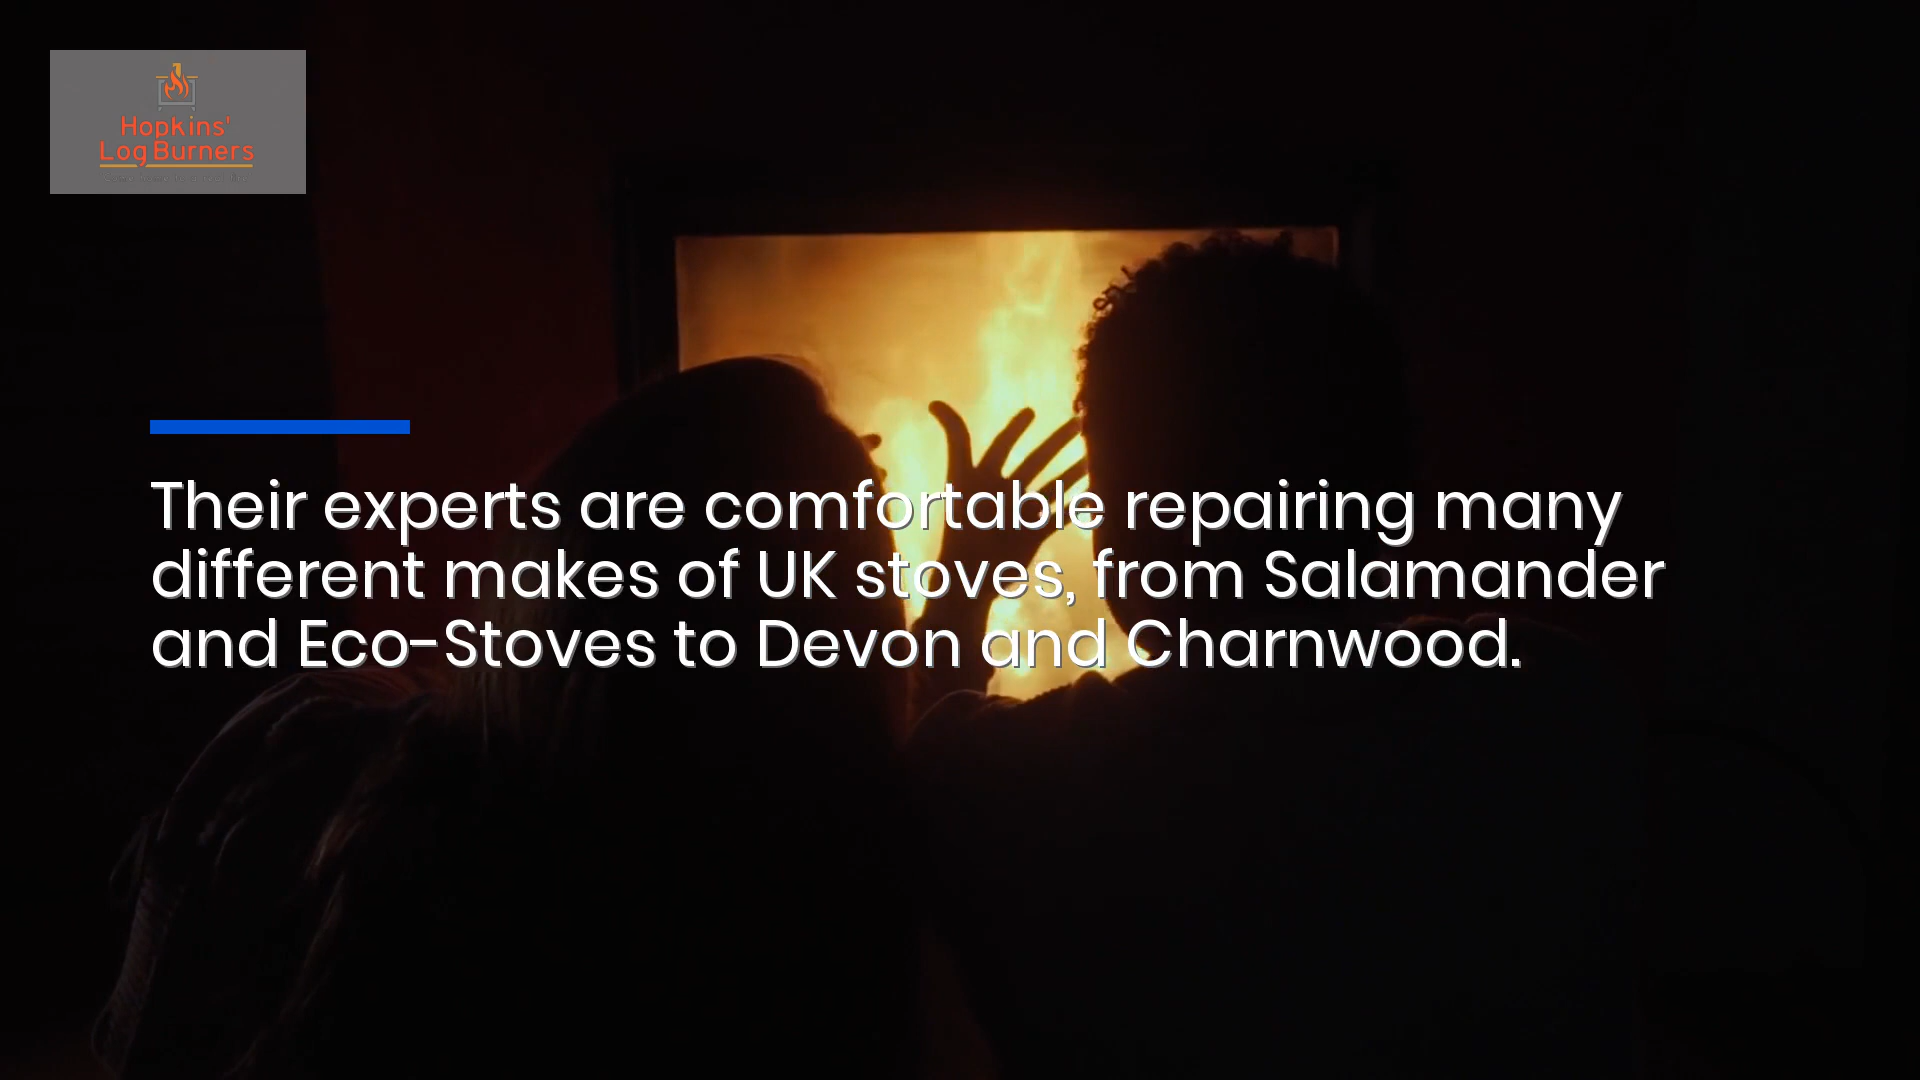 Hopkins'
Log Burners
Their experts are comfortable repairing many
different makes of UK stoves, from Salamander
and Eco-Stoves to Devon and Charnwood.